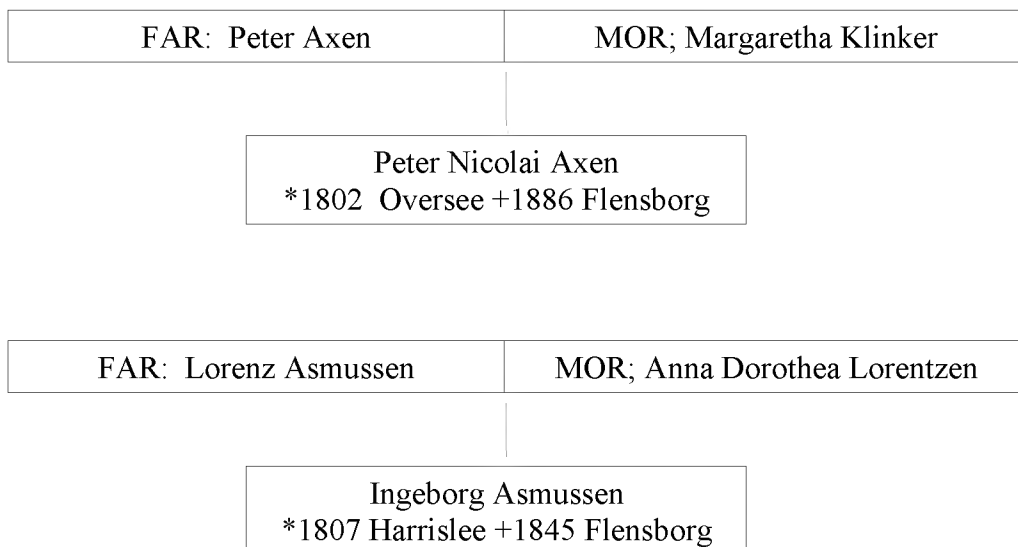 FAR: Peter Axen
MOR; Margaretha Klinker
Peter Nicolai Axen
*1802 Oversee +1886 Flensborg
FAR: Lorenz Asmussen
MOR; Anna Dorothea Lorentzen
Ingeborg Asmussen
*1807 Harrislee +1845 Flensborg